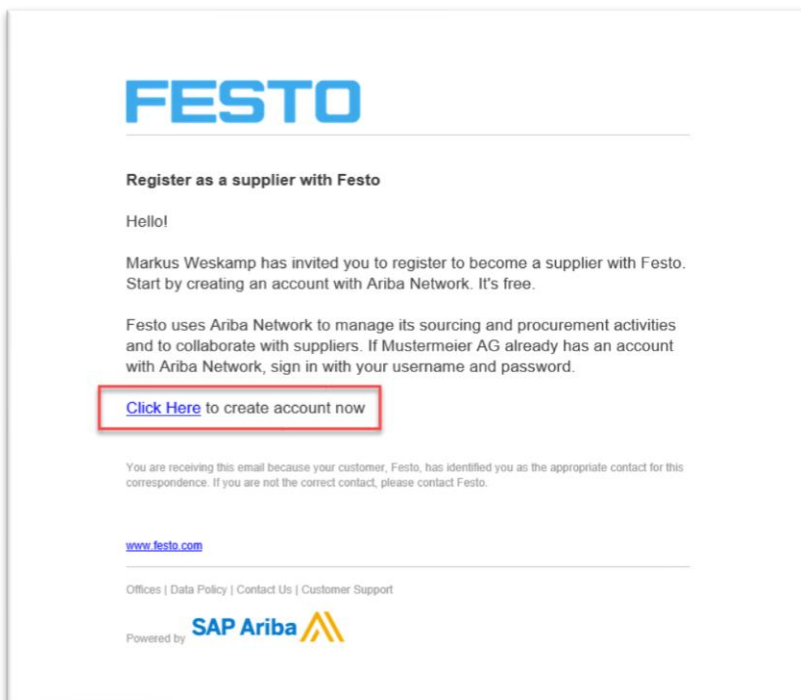 FESTO
Register as a supplier with Festo
Hello!
Markus Weskamp has invited you to register to become a supplier with Festo.
Start by creating an account with Ariba Network. It's free.
Festo uses Ariba Network to manage its sourcing and procurement activities
and to collaborate with suppliers. If Mustermeier AG already has an account
with Ariba Network, sign in with your username and password.
Click Here to create account now
You are receiving this email because your customer, Festo, has identified you as the appropriate contact for this
correspondence. If you are not the correct contact, please contact Festo.
www.festo.com
Offices | Data Policy | Contact Us | Customer Support
Powered by SAP Ariba